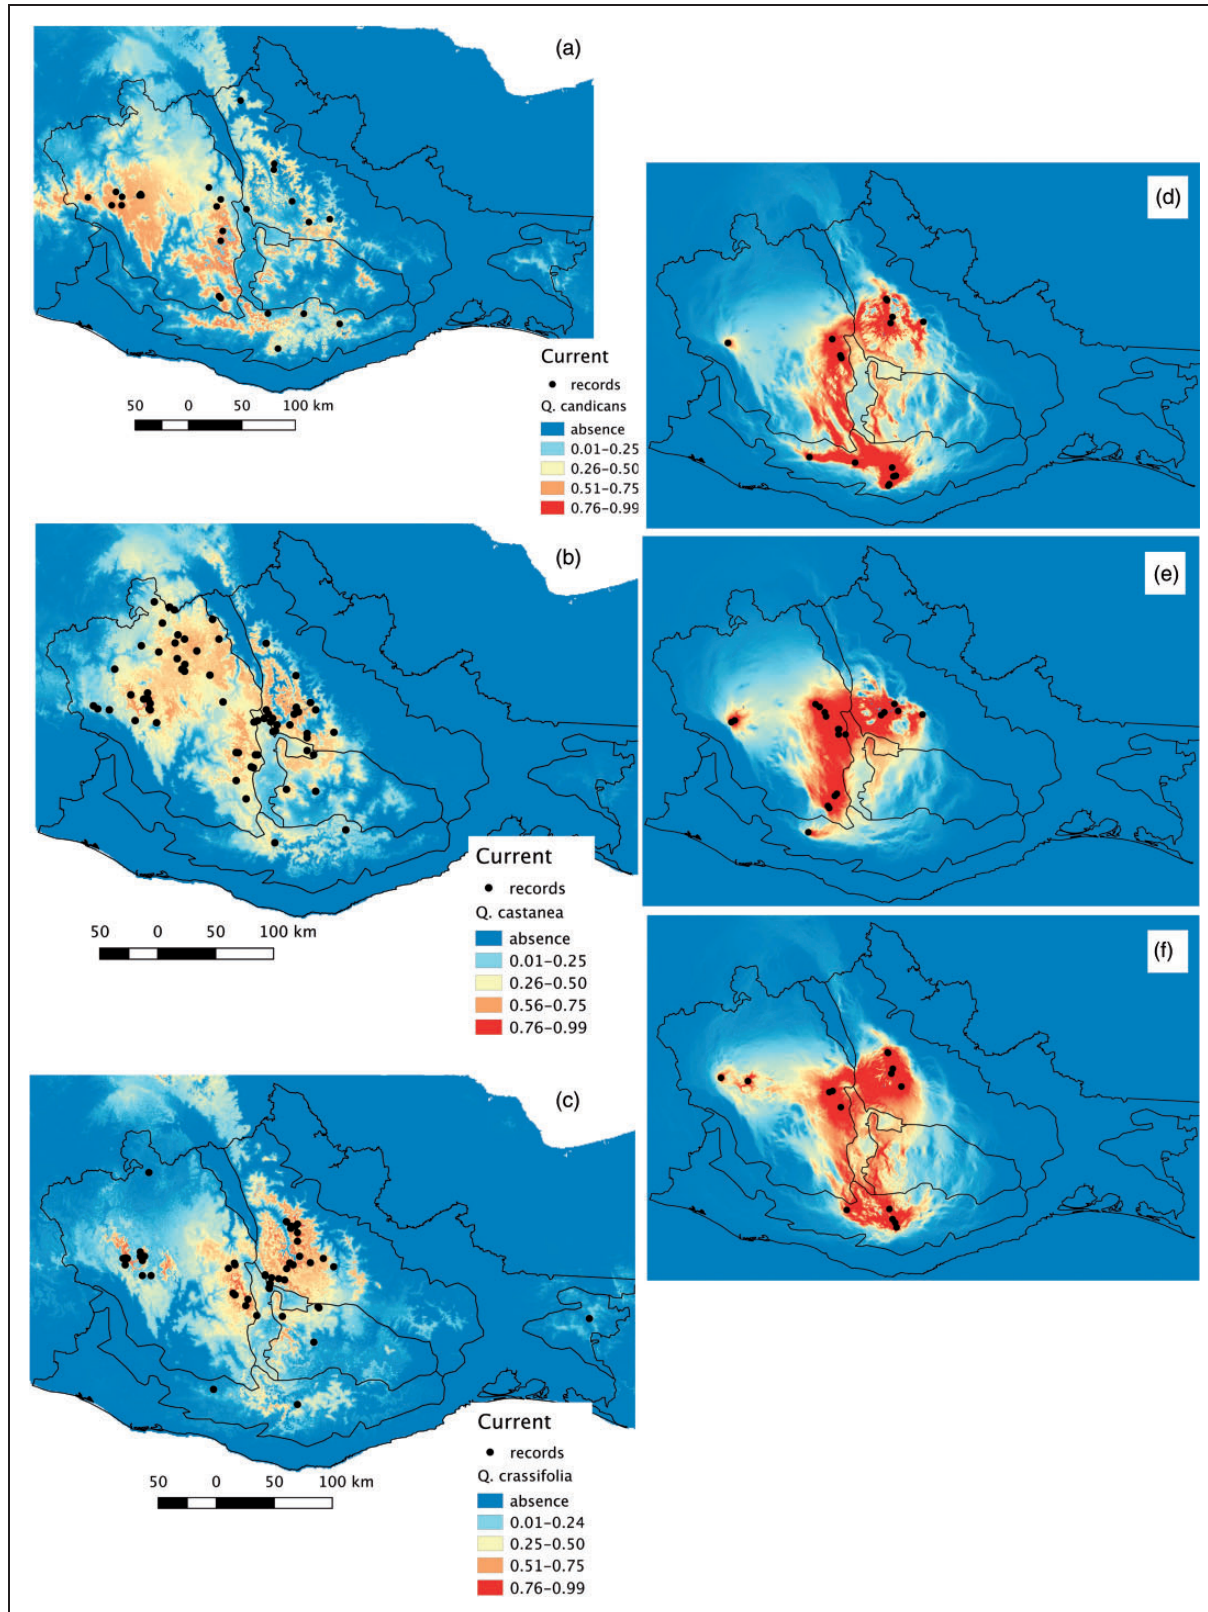 (a)
Current
records
Q. candicans
absence
0.01–0.25
0.26–0.50
0.51–0.75
0.76–0.99
50 0 50 100 km
(b)
Current
records
Q. castanea
absence
0.01–0.25
0.26–0.50
0.56–0.75
0.76–0.99
50 0 50 100 km
(c)
Current
records
Q. crassifolia
absence
0.01–0.24
0.25–0.50
0.51–0.75
0.76–0.99
50 0 50 100 km
(d)
(e)
(f)